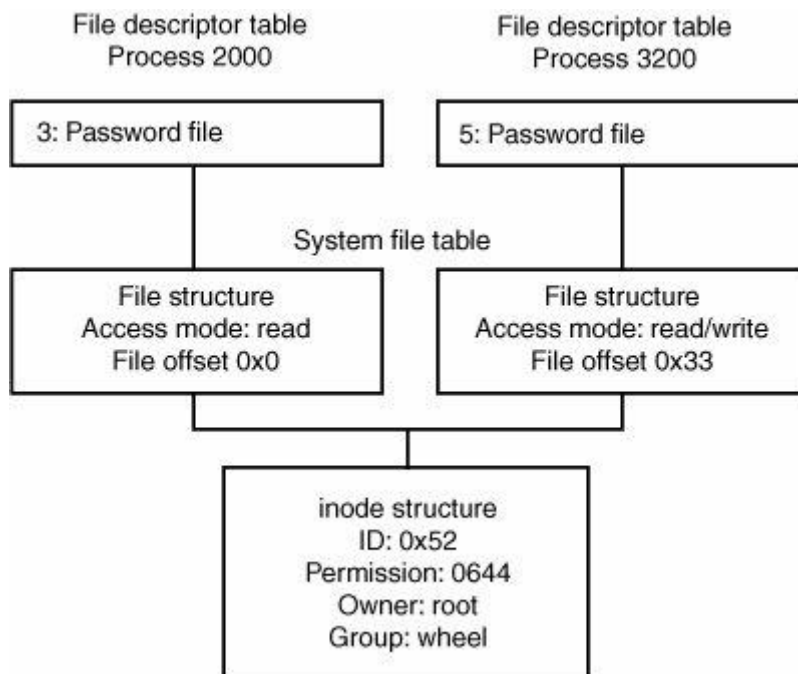 File descriptor table
Process 2000
File descriptor table
Process 3200
3: Password file
5: Password file
System file table
File structure
Access mode: read
File offset 0x0
File structure
Access mode: read/write
File offset 0x33
inode structure
ID: 0x52
Permission: 0644
Owner: root
Group: wheel